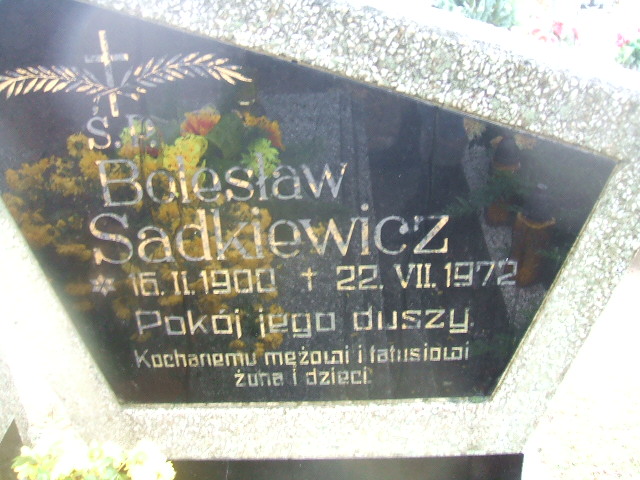 Ś.P.
Bolesław
Sadkiewicz
* 16.II.1900 † 22.VII.1972
Pokój jego duszy.
Kochanemu mężowi i tatusiowi
żona i dzieci.